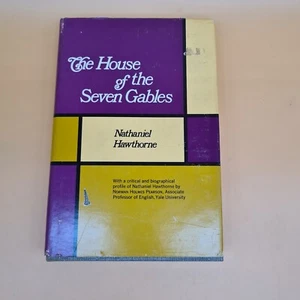 The House
of the
Seven Gables
Nathaniel
Hawthorne
With a critical and biographical
profile of Nathaniel Hawthorne by
Norman Holmes Pearson, Associate
Professor of English, Yale University